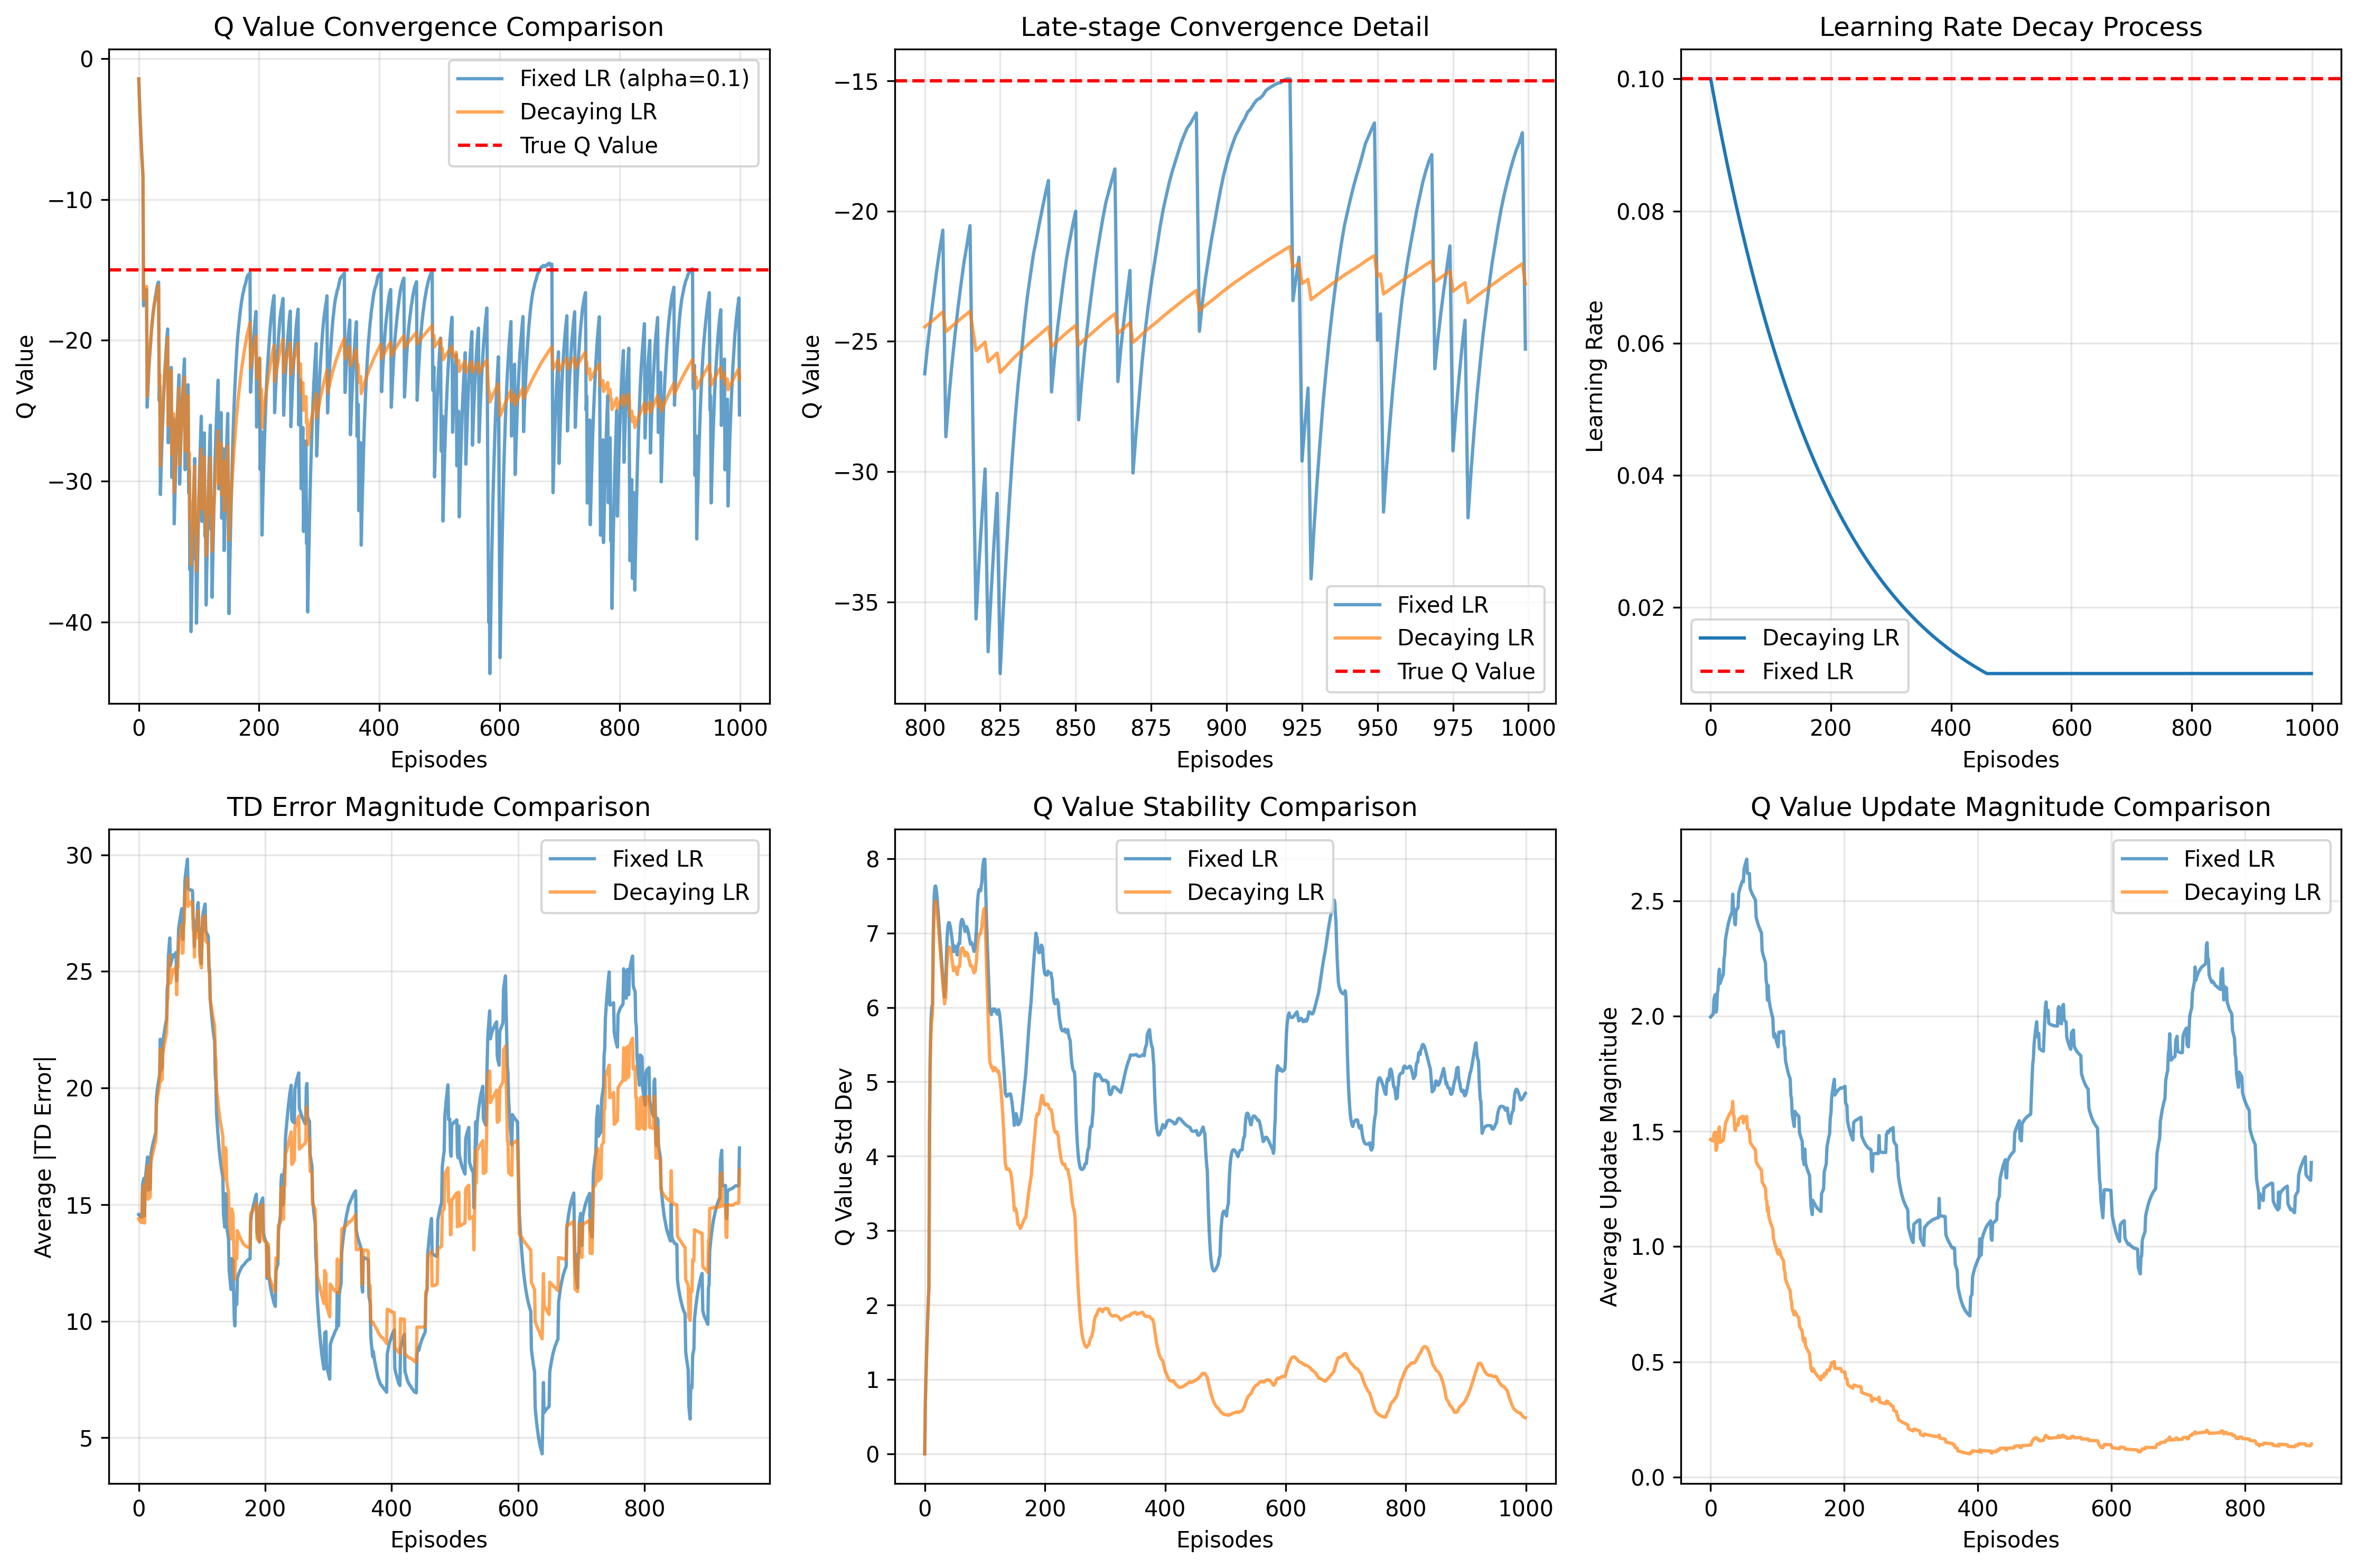 Q Value Convergence Comparison
0
−10
−20
−30
−40
Q Value
Fixed LR (alpha=0.1)
Decaying LR
True Q Value
0
200
400
600
800
1000
Episodes
Late-stage Convergence Detail
−15
−20
−25
−30
−35
Q Value
Fixed LR
Decaying LR
True Q Value
800
825
850
875
900
925
950
975
1000
Episodes
Learning Rate Decay Process
0.10
0.08
0.06
0.04
0.02
Learning Rate
Decaying LR
Fixed LR
0
200
400
600
800
1000
Episodes
TD Error Magnitude Comparison
30
25
20
15
10
5
Average |TD Error|
Fixed LR
Decaying LR
0
200
400
600
800
Episodes
Q Value Stability Comparison
8
7
6
5
4
3
2
1
0
Q Value Std Dev
Fixed LR
Decaying LR
0
200
400
600
800
1000
Episodes
Q Value Update Magnitude Comparison
2.5
2.0
1.5
1.0
0.5
0.0
Average Update Magnitude
Fixed LR
Decaying LR
0
200
400
600
800
Episodes